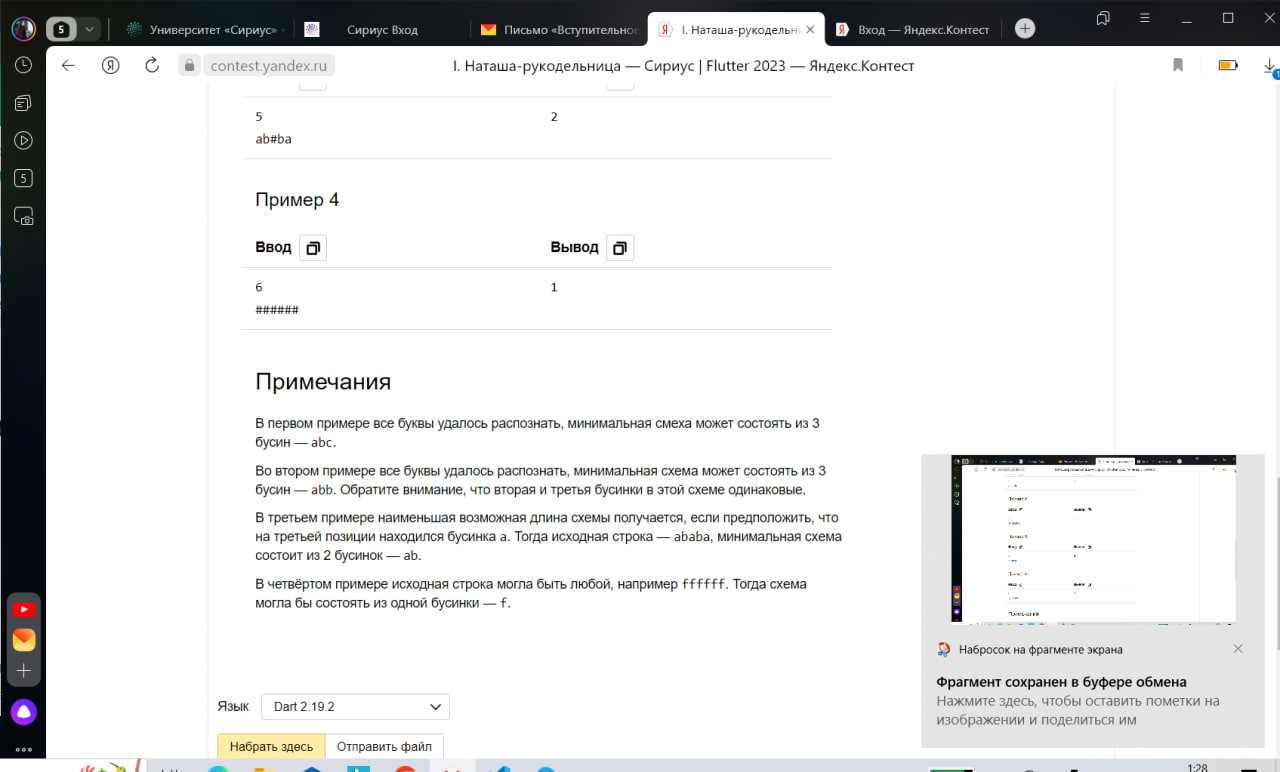 5
Университет «Сириус»
Сириус Вход
Письмо «Вступительное
I. Наташа-рукодельни
Вход — Яндекс.Контест
contest.yandex.ru
I. Наташа-рукодельница — Сириус | Flutter 2023 — Яндекс.Контест
5
5 2
ab#ba
Пример 4
Ввод Вывод
6 1
######
Примечания
В первом примере все буквы удалось распознать, минимальная смеха может состоять из 3
бусин — abc.
Во втором примере все буквы удалось распознать, минимальная схема может состоять из 3
бусин — abb. Обратите внимание, что вторая и третья бусинки в этой схеме одинаковые.
В третьем примере наименьшая возможная длина схемы получается, если предположить, что
на третьей позиции находился бусинка a. Тогда исходная строка — ababa, минимальная схема
состоит из 2 бусинок — ab.
В четвёртом примере исходная строка могла быть любой, например ffffff. Тогда схема
могла бы состоять из одной бусинки — f.
Язык Dart 2.19.2
Набрать здесь Отправить файл
Примечания
Набросок на фрагменте экрана
Фрагмент сохранен в буфере обмена
Нажмите здесь, чтобы оставить пометки на
изображении и поделиться им
1:28